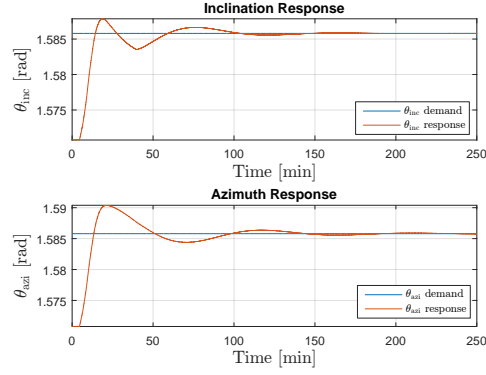 Inclination Response
1.585
1.58
1.575
θinc [rad]
θinc demand
θinc response
0 50 100 150 200 250
Time [min]
Azimuth Response
1.59
1.585
1.58
1.575
θazi [rad]
θazi demand
θazi response
0 50 100 150 200 250
Time [min]